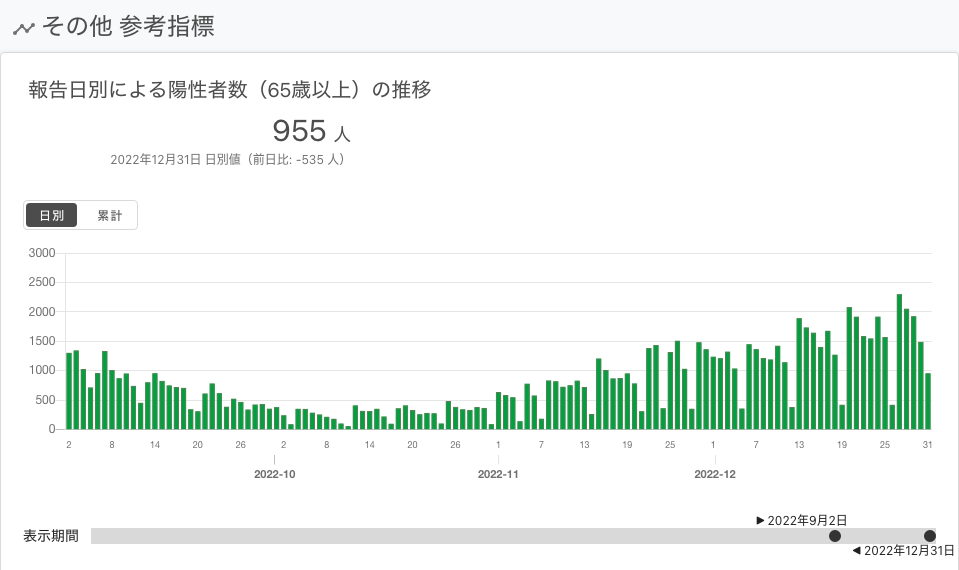 その他 参考指標
報告日別による陽性者数（65歳以上）の推移
955 人
2022年12月31日 日別値（前日比: -535 人）
日別 累計
3000
2500
2000
1500
1000
500
0
2 8 14 20 26 2 8 14 20 26 1 7 13 19 25 1 7 13 19 25 31
2022-10 2022-11 2022-12
▶ 2022年9月2日
表示期間
◀ 2022年12月31日